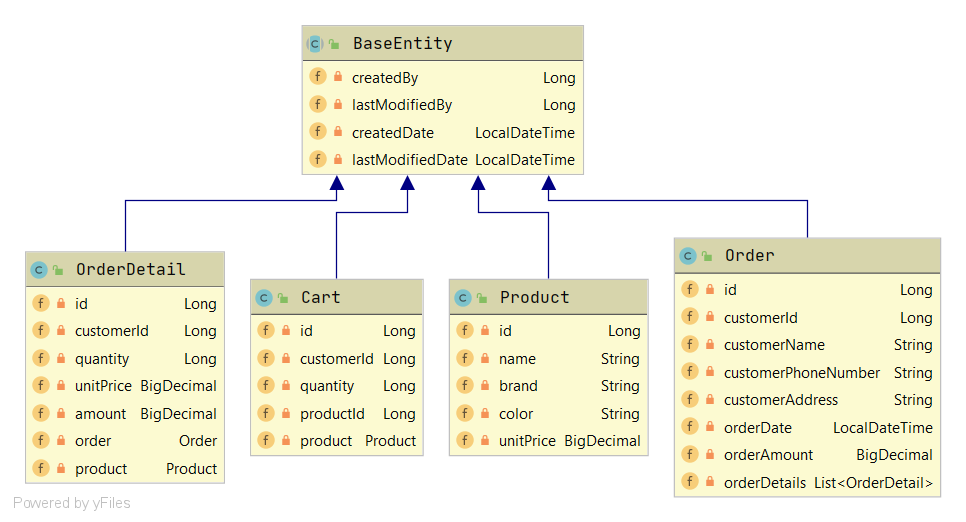 BaseEntity
createdBy Long
lastModifiedBy Long
createdDate LocalDateTime
lastModifiedDate LocalDateTime
OrderDetail
id Long
customerId Long
quantity Long
unitPrice BigDecimal
amount BigDecimal
order Order
product Product
Cart
id Long
customerId Long
quantity Long
productId Long
product Product
Product
id Long
name String
brand String
color String
unitPrice BigDecimal
Order
id Long
customerId Long
customerName String
customerPhoneNumber String
customerAddress String
orderDate LocalDateTime
orderAmount BigDecimal
orderDetails List<OrderDetail>
Powered by yFiles